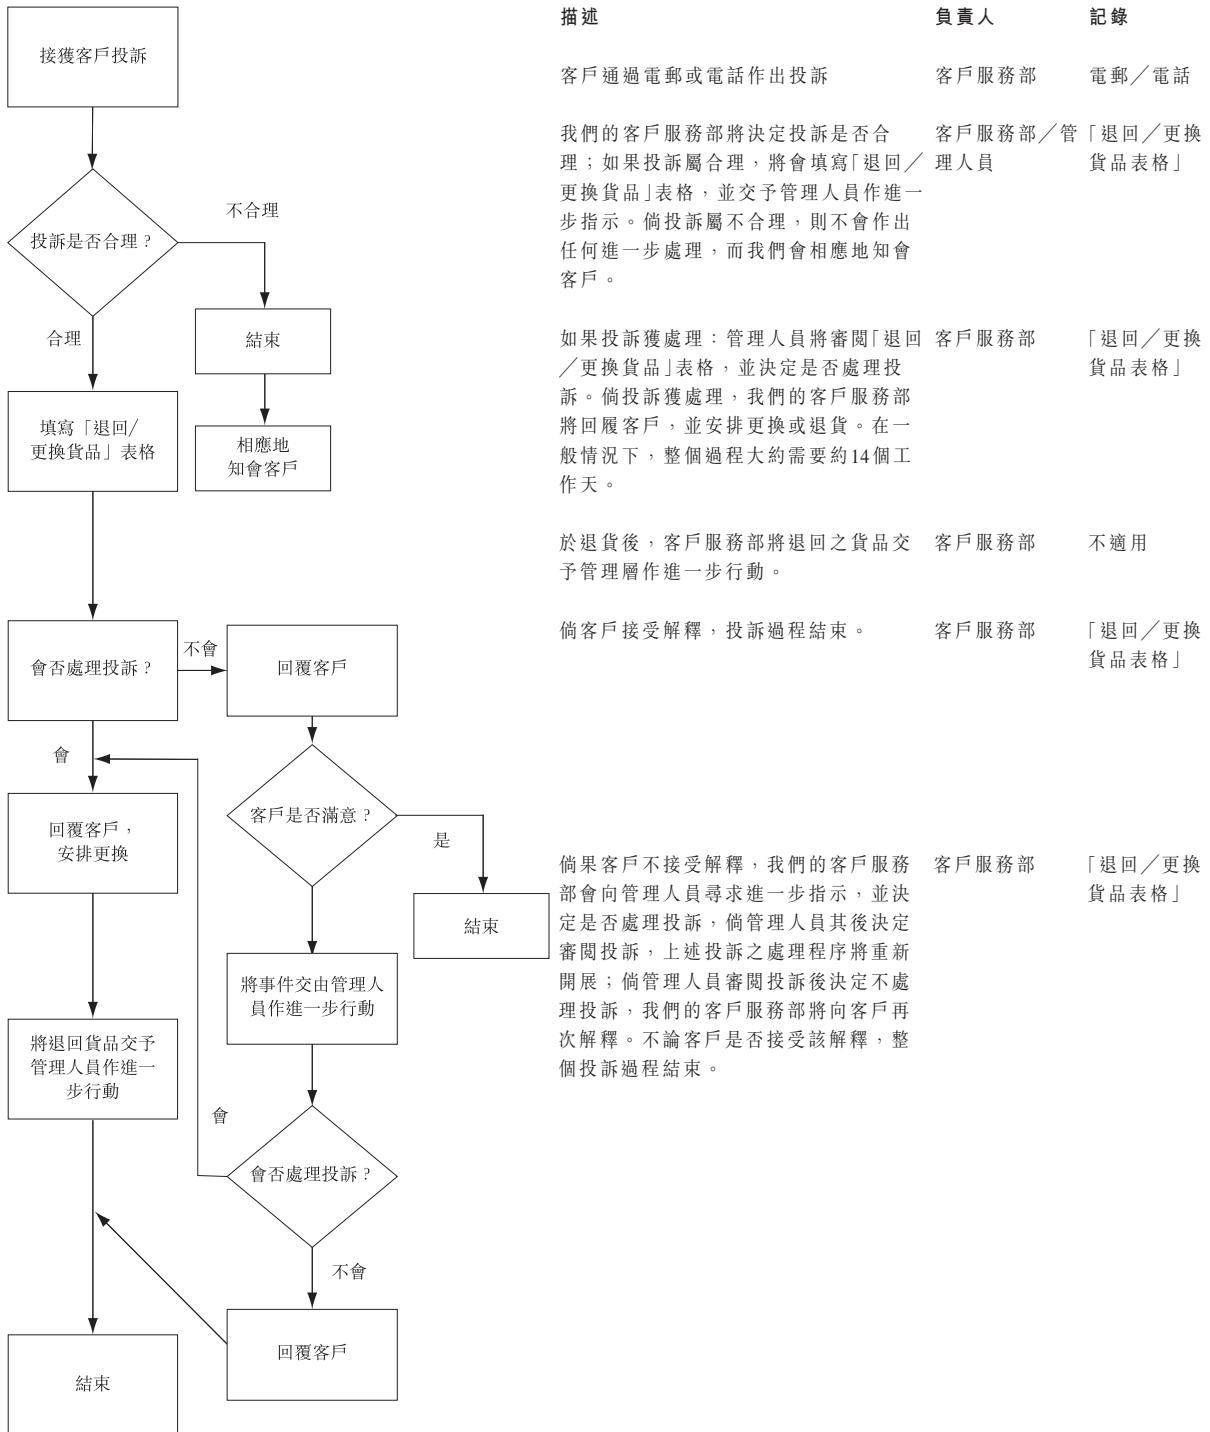 接獲客戶投訴
投訴是否合理？
不合理
合理
結束
相應地
知會客戶
填寫「退回/
更換貨品」表格
會否處理投訴？
不會
回覆客戶
會
客戶是否滿意？
是
結束
回覆客戶，
安排更換
將事件交由管理人
員作進一步行動
將退回貨品交予
管理人員作進一
步行動
會
會否處理投訴？
不會
回覆客戶
結束
描述
負責人
記錄
客戶通過電郵或電話作出投訴
客戶服務部
電郵／電話
我們的客戶服務部將決定投訴是否合
理；如果投訴屬合理，將會填寫「退回／
更換貨品」表格，並交予管理人員作進一
步指示。倘投訴屬不合理，則不會作出
任何進一步處理，而我們會相應地知會
客戶。
客戶服務部／管
理人員
「退回／更換
貨品表格」
如果投訴獲處理：管理人員將審閱「退回
／更換貨品」表格，並決定是否處理投
訴。倘投訴獲處理，我們的客戶服務部
將回履客戶，並安排更換或退貨。在一
般情況下，整個過程大約需要約14個工
作天。
客戶服務部
「退回／更換
貨品表格」
於退貨後，客戶服務部將退回之貨品交
予管理層作進一步行動。
客戶服務部
不適用
倘客戶接受解釋，投訴過程結束。
客戶服務部
「退回／更換
貨品表格」
倘果客戶不接受解釋，我們的客戶服務
部會向管理人員尋求進一步指示，並決
定是否處理投訴，倘管理人員其後決定
審閱投訴，上述投訴之處理程序將重新
開展；倘管理人員審閱投訴後決定不處
理投訴，我們的客戶服務部將向客戶再
次解釋。不論客戶是否接受該解釋，整
個投訴過程結束。
客戶服務部
「退回／更換
貨品表格」